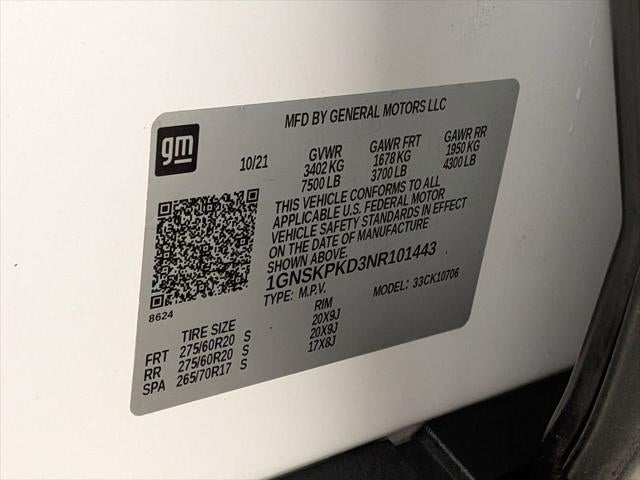 MFD BY GENERAL MOTORS LLC
gm
10/21
GVWR GAWR FRT GAWR RR
3402 KG 1678 KG 1950 KG
7500 LB 3700 LB 4300 LB
THIS VEHICLE CONFORMS TO ALL
APPLICABLE U.S. FEDERAL MOTOR
VEHICLE SAFETY STANDARDS IN EFFECT
ON THE DATE OF MANUFACTURE
SHOWN ABOVE.
1GNSKPKD3NR101443
TYPE: M.P.V. MODEL: 33CK10706
8624
TIRE SIZE RIM
FRT 275/60R20 S 20X9J
RR 275/60R20 S 20X9J
SPA 265/70R17 S 17X8J